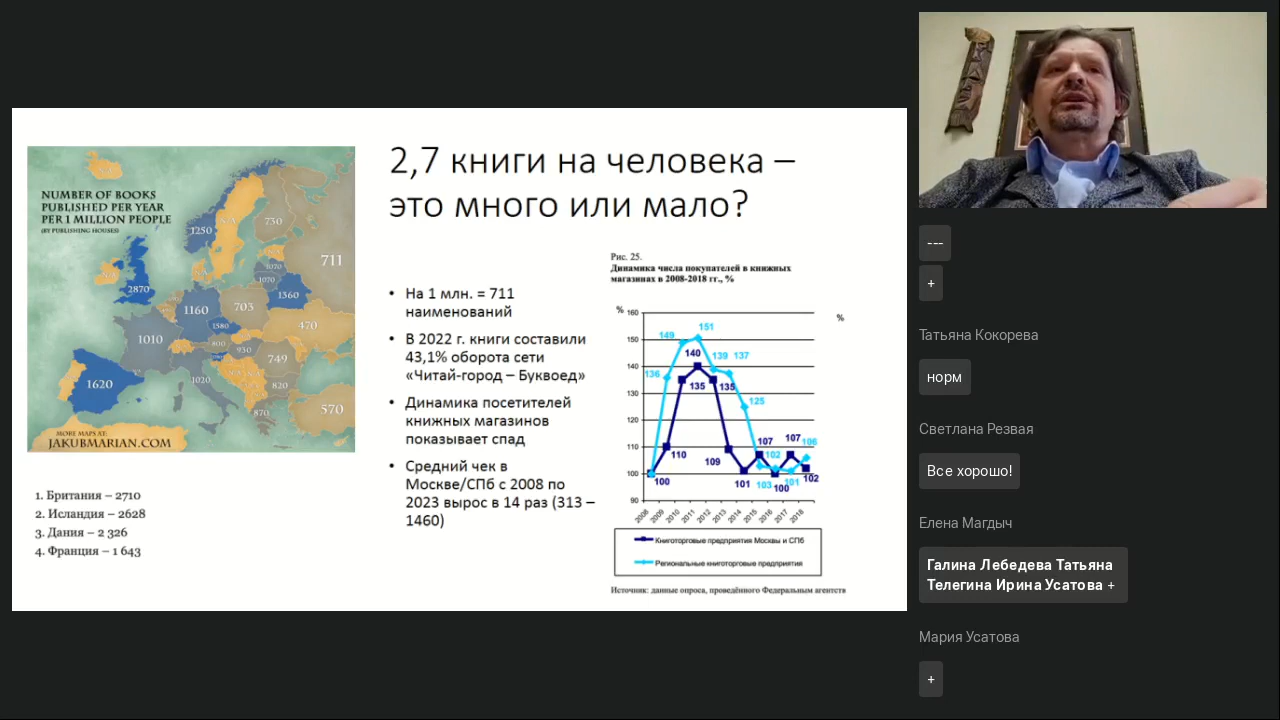 2,7 книги на человека –
это много или мало?
NUMBER OF BOOKS
PUBLISHED PER YEAR
PER 1 MILLION PEOPLE
(BY PUBLISHING HOUSES)
1250
730
711
2870
1070
1070
1360
1160
703
1580
470
1010
800
930
749
1620
1020
820
870
570
MORE MAPS AT:
JAKUBMARIAN.COM
1. Британия – 2710
2. Исландия – 2628
3. Дания – 2 326
4. Франция – 1 643
• На 1 млн. = 711
наименований
• В 2022 г. книги составили
43,1% оборота сети
«Читай-город – Буквоед»
• Динамика посетителей
книжных магазинов
показывает спад
• Средний чек в
Москве/СПб с 2008 по
2023 вырос в 14 раз (313 –
1460)
Рис. 25.
Динамика числа покупателей в книжных
магазинах в 2008-2018 гг., %
% %
160
150
140
130
120
110
100
90
136 149 151 139 137 125 103 102 101 106
100 110 135 140 135 109 101 107 100 107 102
2008 2009 2010 2011 2012 2013 2014 2015 2016 2017 2018
Книготорговые предприятия Москвы и СПб
Региональные книготорговые предприятия
Источник: данные опроса, проведённого Федеральным агентств
---
+
Татьяна Кокорева
норм
Светлана Резвая
Все хорошо!
Елена Магдыч
Галина Лебедева Татьяна
Телегина Ирина Усатова +
Мария Усатова
+